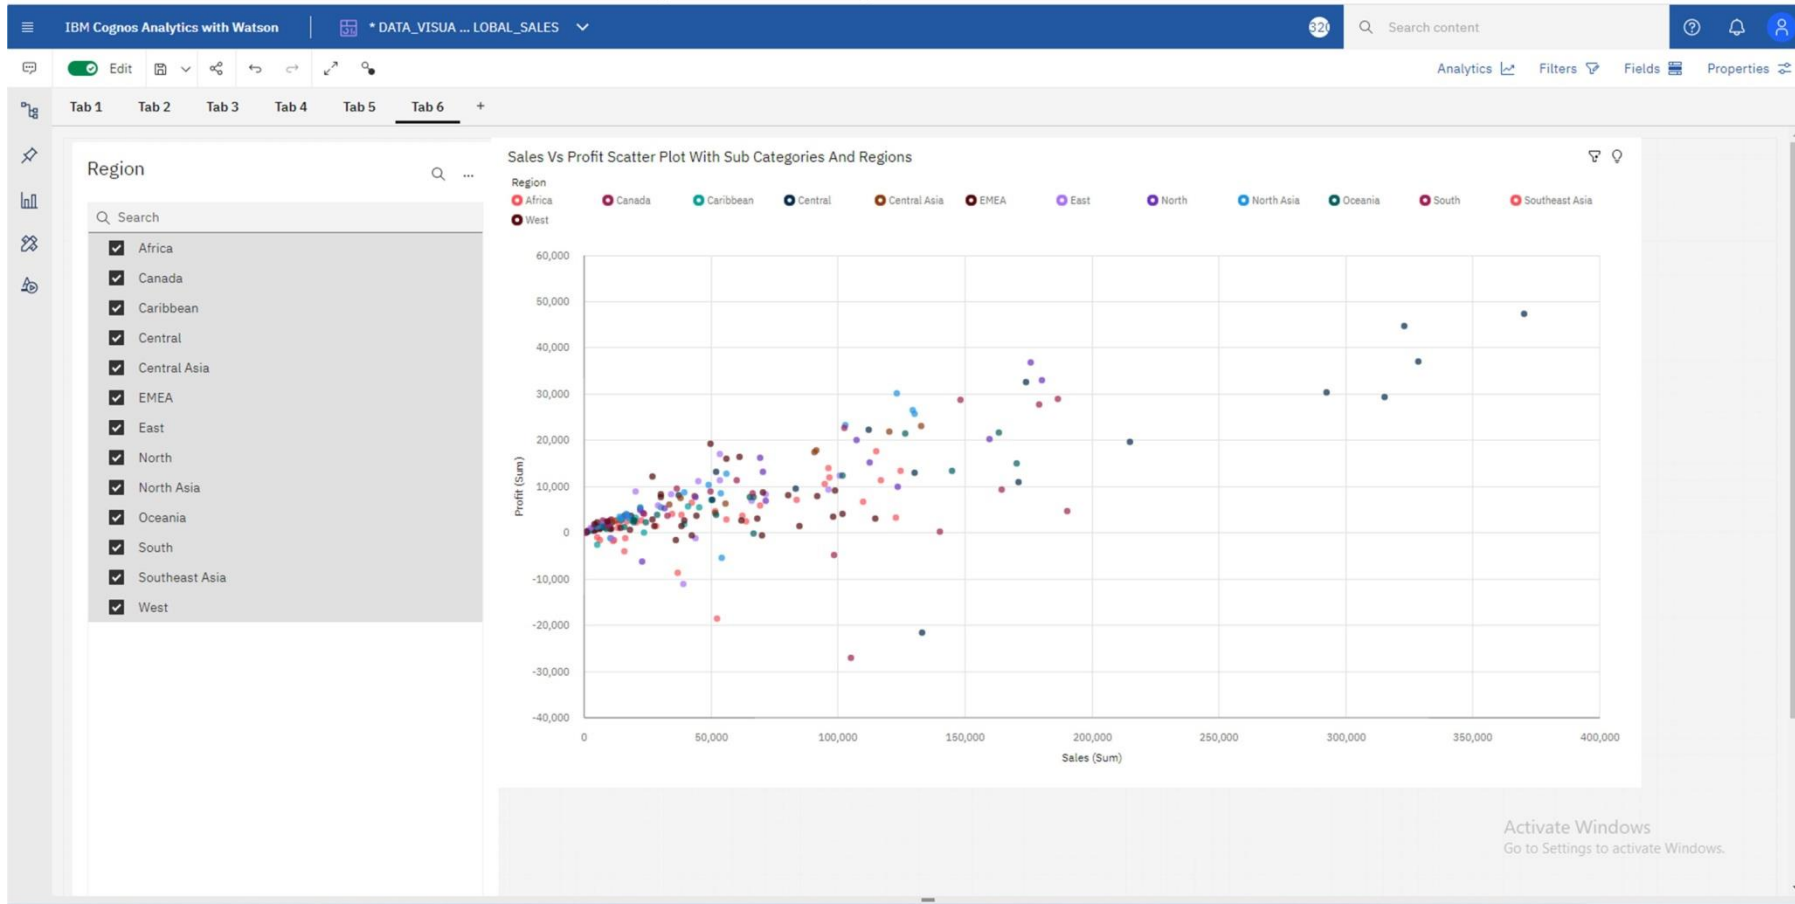 IBM Cognos Analytics with Watson
* DATA_VISUA ... LOBAL_SALES
Search content
Edit
Analytics
Filters
Fields
Properties
Tab 1 Tab 2 Tab 3 Tab 4 Tab 5 Tab 6 +
Region
...
Search
Africa
Canada
Caribbean
Central
Central Asia
EMEA
East
North
North Asia
Oceania
South
Southeast Asia
West
Sales Vs Profit Scatter Plot With Sub Categories And Regions
Region
Africa Canada Caribbean Central Central Asia EMEA East North North Asia Oceania South Southeast Asia
West
60,000
50,000
40,000
30,000
20,000
10,000
0
-10,000
-20,000
-30,000
-40,000
Profit (Sum)
0 50,000 100,000 150,000 200,000 250,000 300,000 350,000 400,000
Sales (Sum)
Activate Windows
Go to Settings to activate Windows.